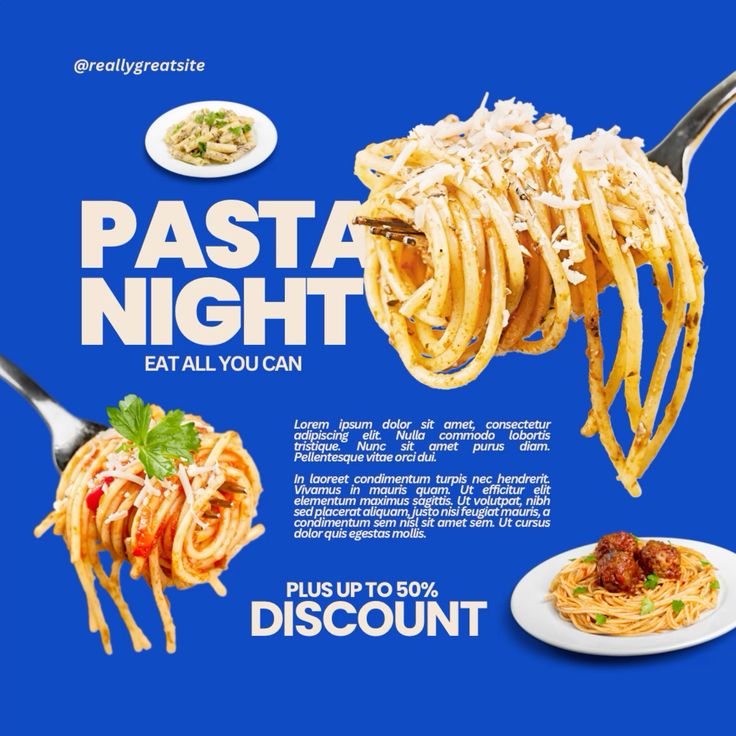 @reallygreatsite
PASTA
NIGHT
EAT ALL YOU CAN
Lorem ipsum dolor sit amet, consectetur
adipiscing elit. Nulla commodo lobortis
tristique. Nunc sit amet purus diam.
Pellentesque vitae orci dui.
In laoreet condimentum turpis nec hendrerit.
Vivamus in mauris quam. Ut efficitur elit
elementum maximus sagittis. Ut volutpat, nibh
sed placerat aliquam, justo nisi feugiat mauris, a
condimentum sem nisl sit amet sem. Ut cursus
dolor quis egestas mollis.
PLUS UP TO 50%
DISCOUNT